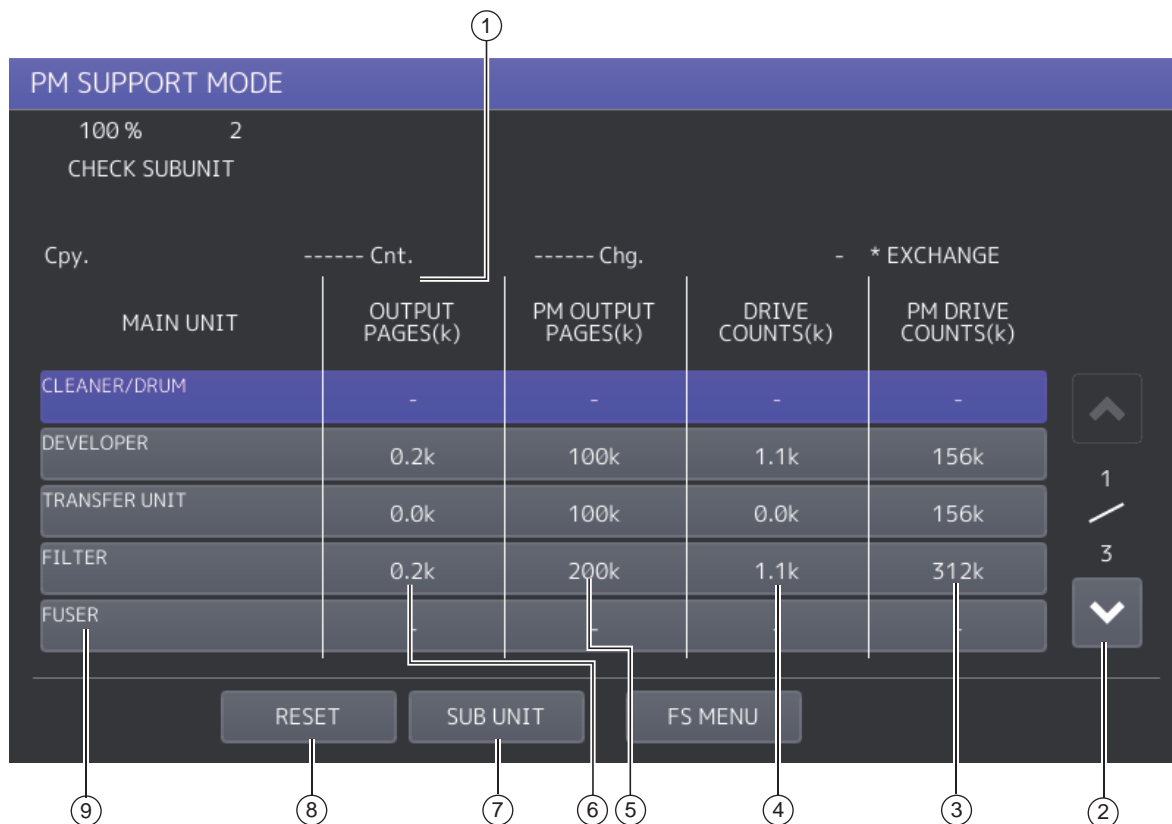 1
PM SUPPORT MODE
100 % 2
CHECK SUBUNIT
Cpy. ------ Cnt. ------ Chg. - * EXCHANGE
MAIN UNIT OUTPUT PAGES(k) PM OUTPUT PAGES(k) DRIVE COUNTS(k) PM DRIVE COUNTS(k)
CLEANER/DRUM - - - -
DEVELOPER 0.2k 100k 1.1k 156k
TRANSFER UNIT 0.0k 100k 0.0k 156k
FILTER 0.2k 200k 1.1k 312k
FUSER - - - -
1
/
3
RESET SUB UNIT FS MENU
9 8 7 6 5 4 3 2